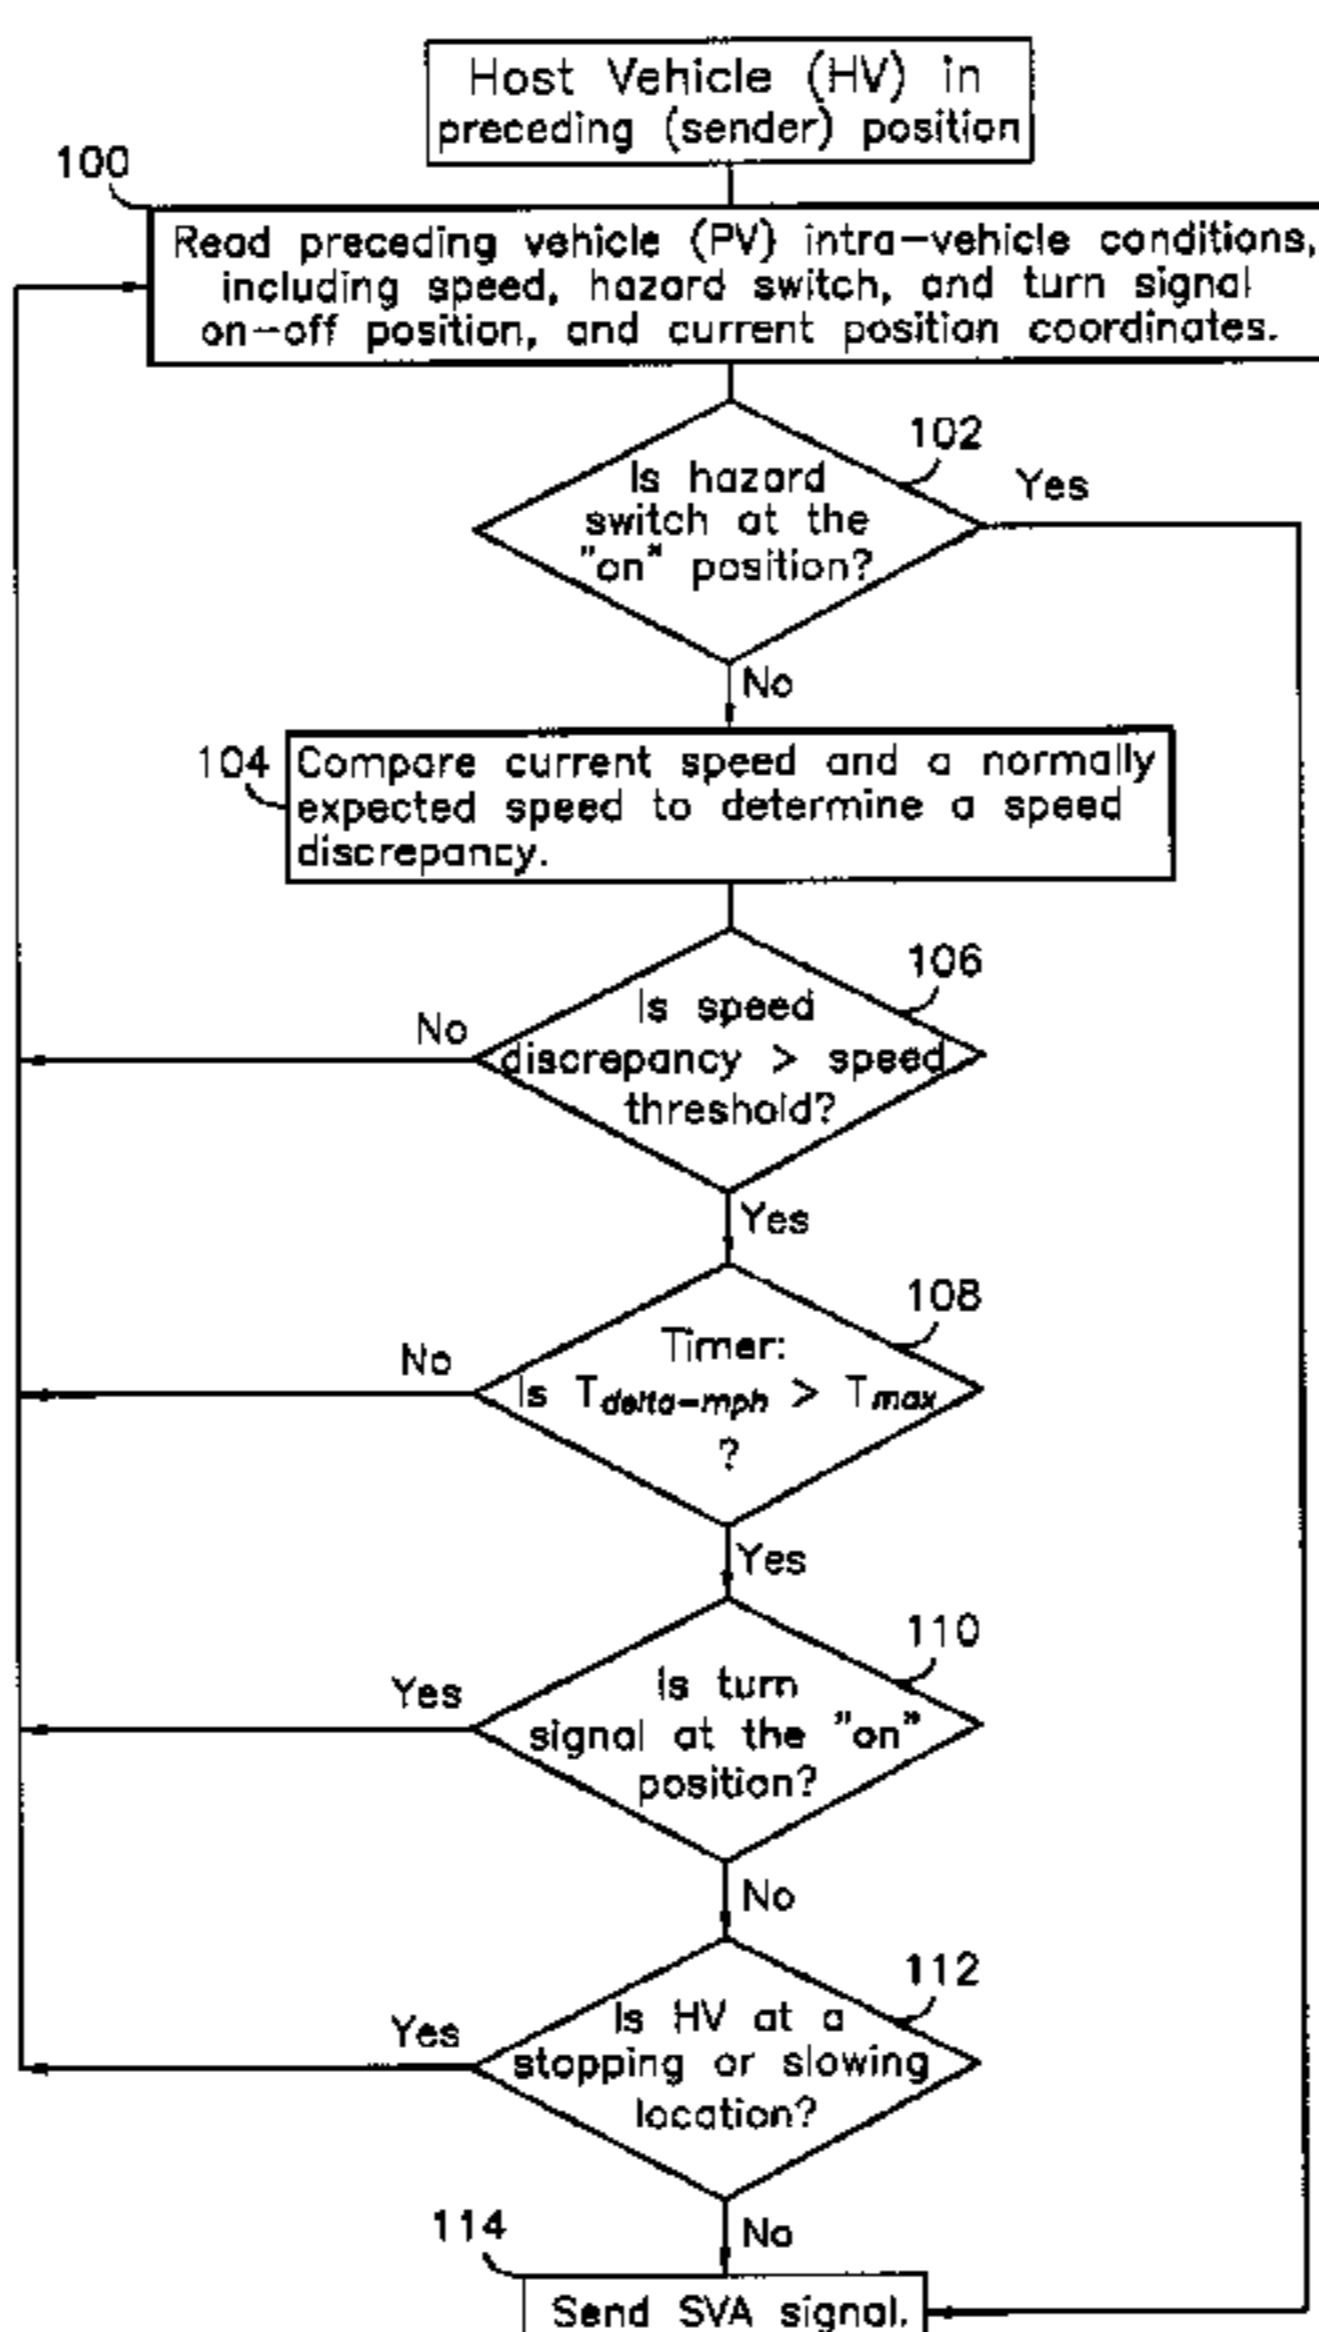 Host Vehicle (HV) in
preceding (sender) position
100
Read preceding vehicle (PV) intra-vehicle conditions,
including speed, hazard switch, and turn signal
on-off position, and current position coordinates.
102
Is hazard
switch at the
"on" position?
Yes
No
104
Compare current speed and a normally
expected speed to determine a speed
discrepancy.
106
Is speed
discrepancy > speed
threshold?
No
Yes
108
Timer:
Is Tdelta-mph > Tmax
?
No
Yes
110
Is turn
signal at the "on"
position?
Yes
No
112
Is HV at a
stopping or slowing
location?
Yes
No
114
Send SVA signal.